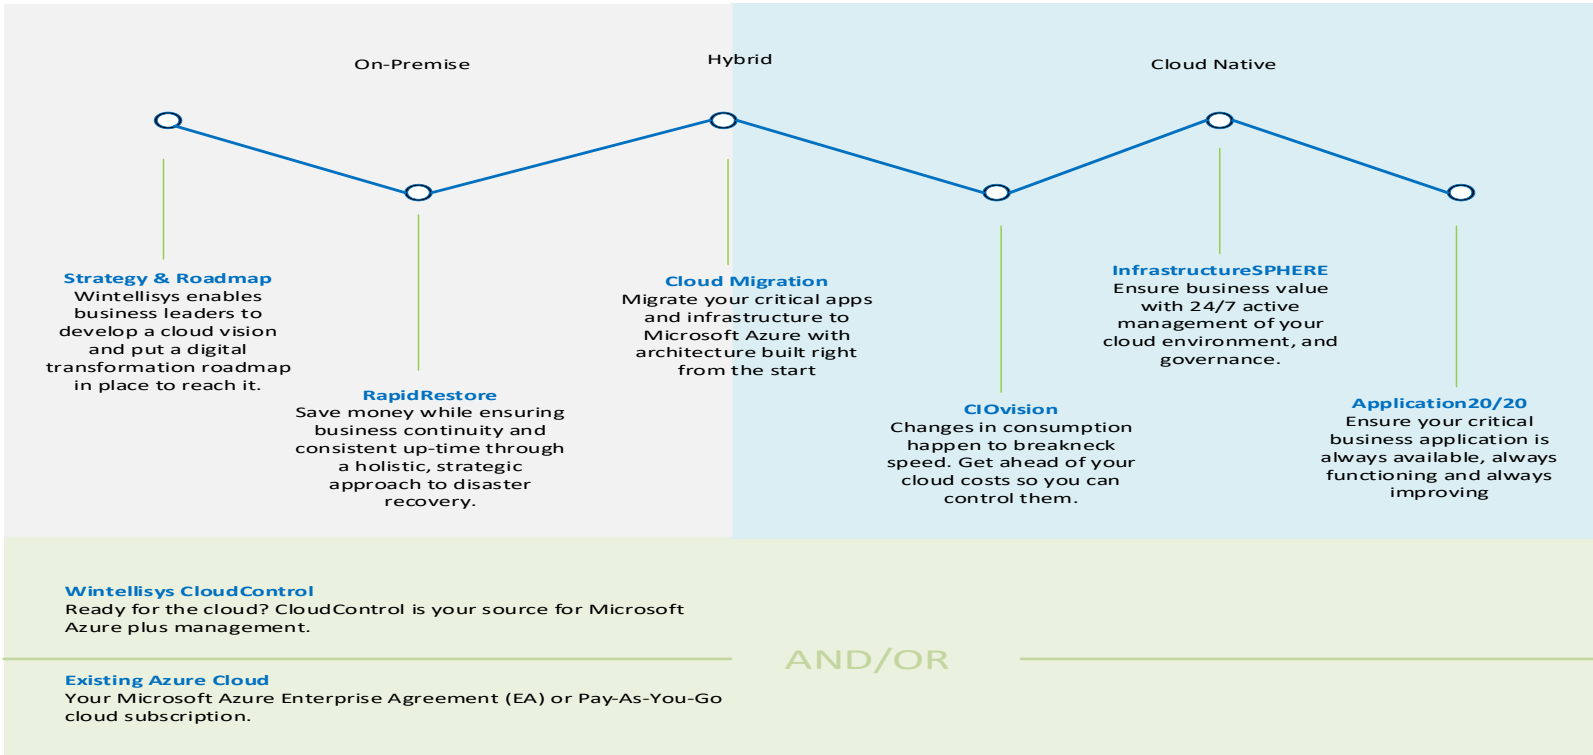 On-Premise
Hybrid
Cloud Native
Strategy & Roadmap
Wintellisys enables
business leaders to
develop a cloud vision
and put a digital
transformation roadmap
in place to reach it.
RapidRestore
Save money while ensuring
business continuity and
consistent up-time through
a holistic, strategic
approach to disaster
recovery.
Cloud Migration
Migrate your critical apps
and infrastructure to
Microsoft Azure with
architecture built right
from the start
CIOvision
Changes in consumption
happen to breakneck
speed. Get ahead of your
cloud costs so you can
control them.
InfrastructureSPHERE
Ensure business value
with 24/7 active
management of your
cloud environment, and
governance.
Application20/20
Ensure your critical
business application is
always available, always
functioning and always
improving
Wintellisys CloudControl
Ready for the cloud? CloudControl is your source for Microsoft
Azure plus management.
AND/OR
Existing Azure Cloud
Your Microsoft Azure Enterprise Agreement (EA) or Pay-As-You-Go
cloud subscription.